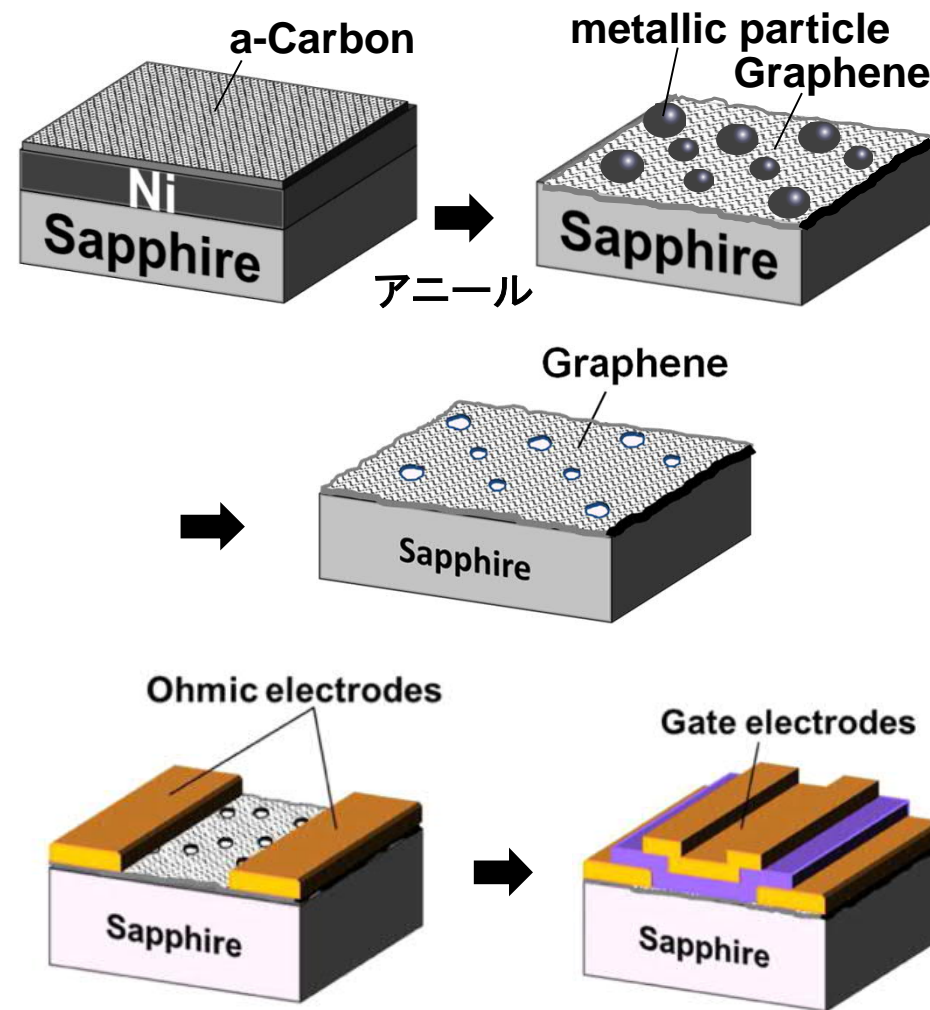 a-Carbon
Ni
Sapphire
アニール
metallic particle
Graphene
Sapphire
Graphene
Sapphire
Ohmic electrodes
Sapphire
Gate electrodes
Sapphire